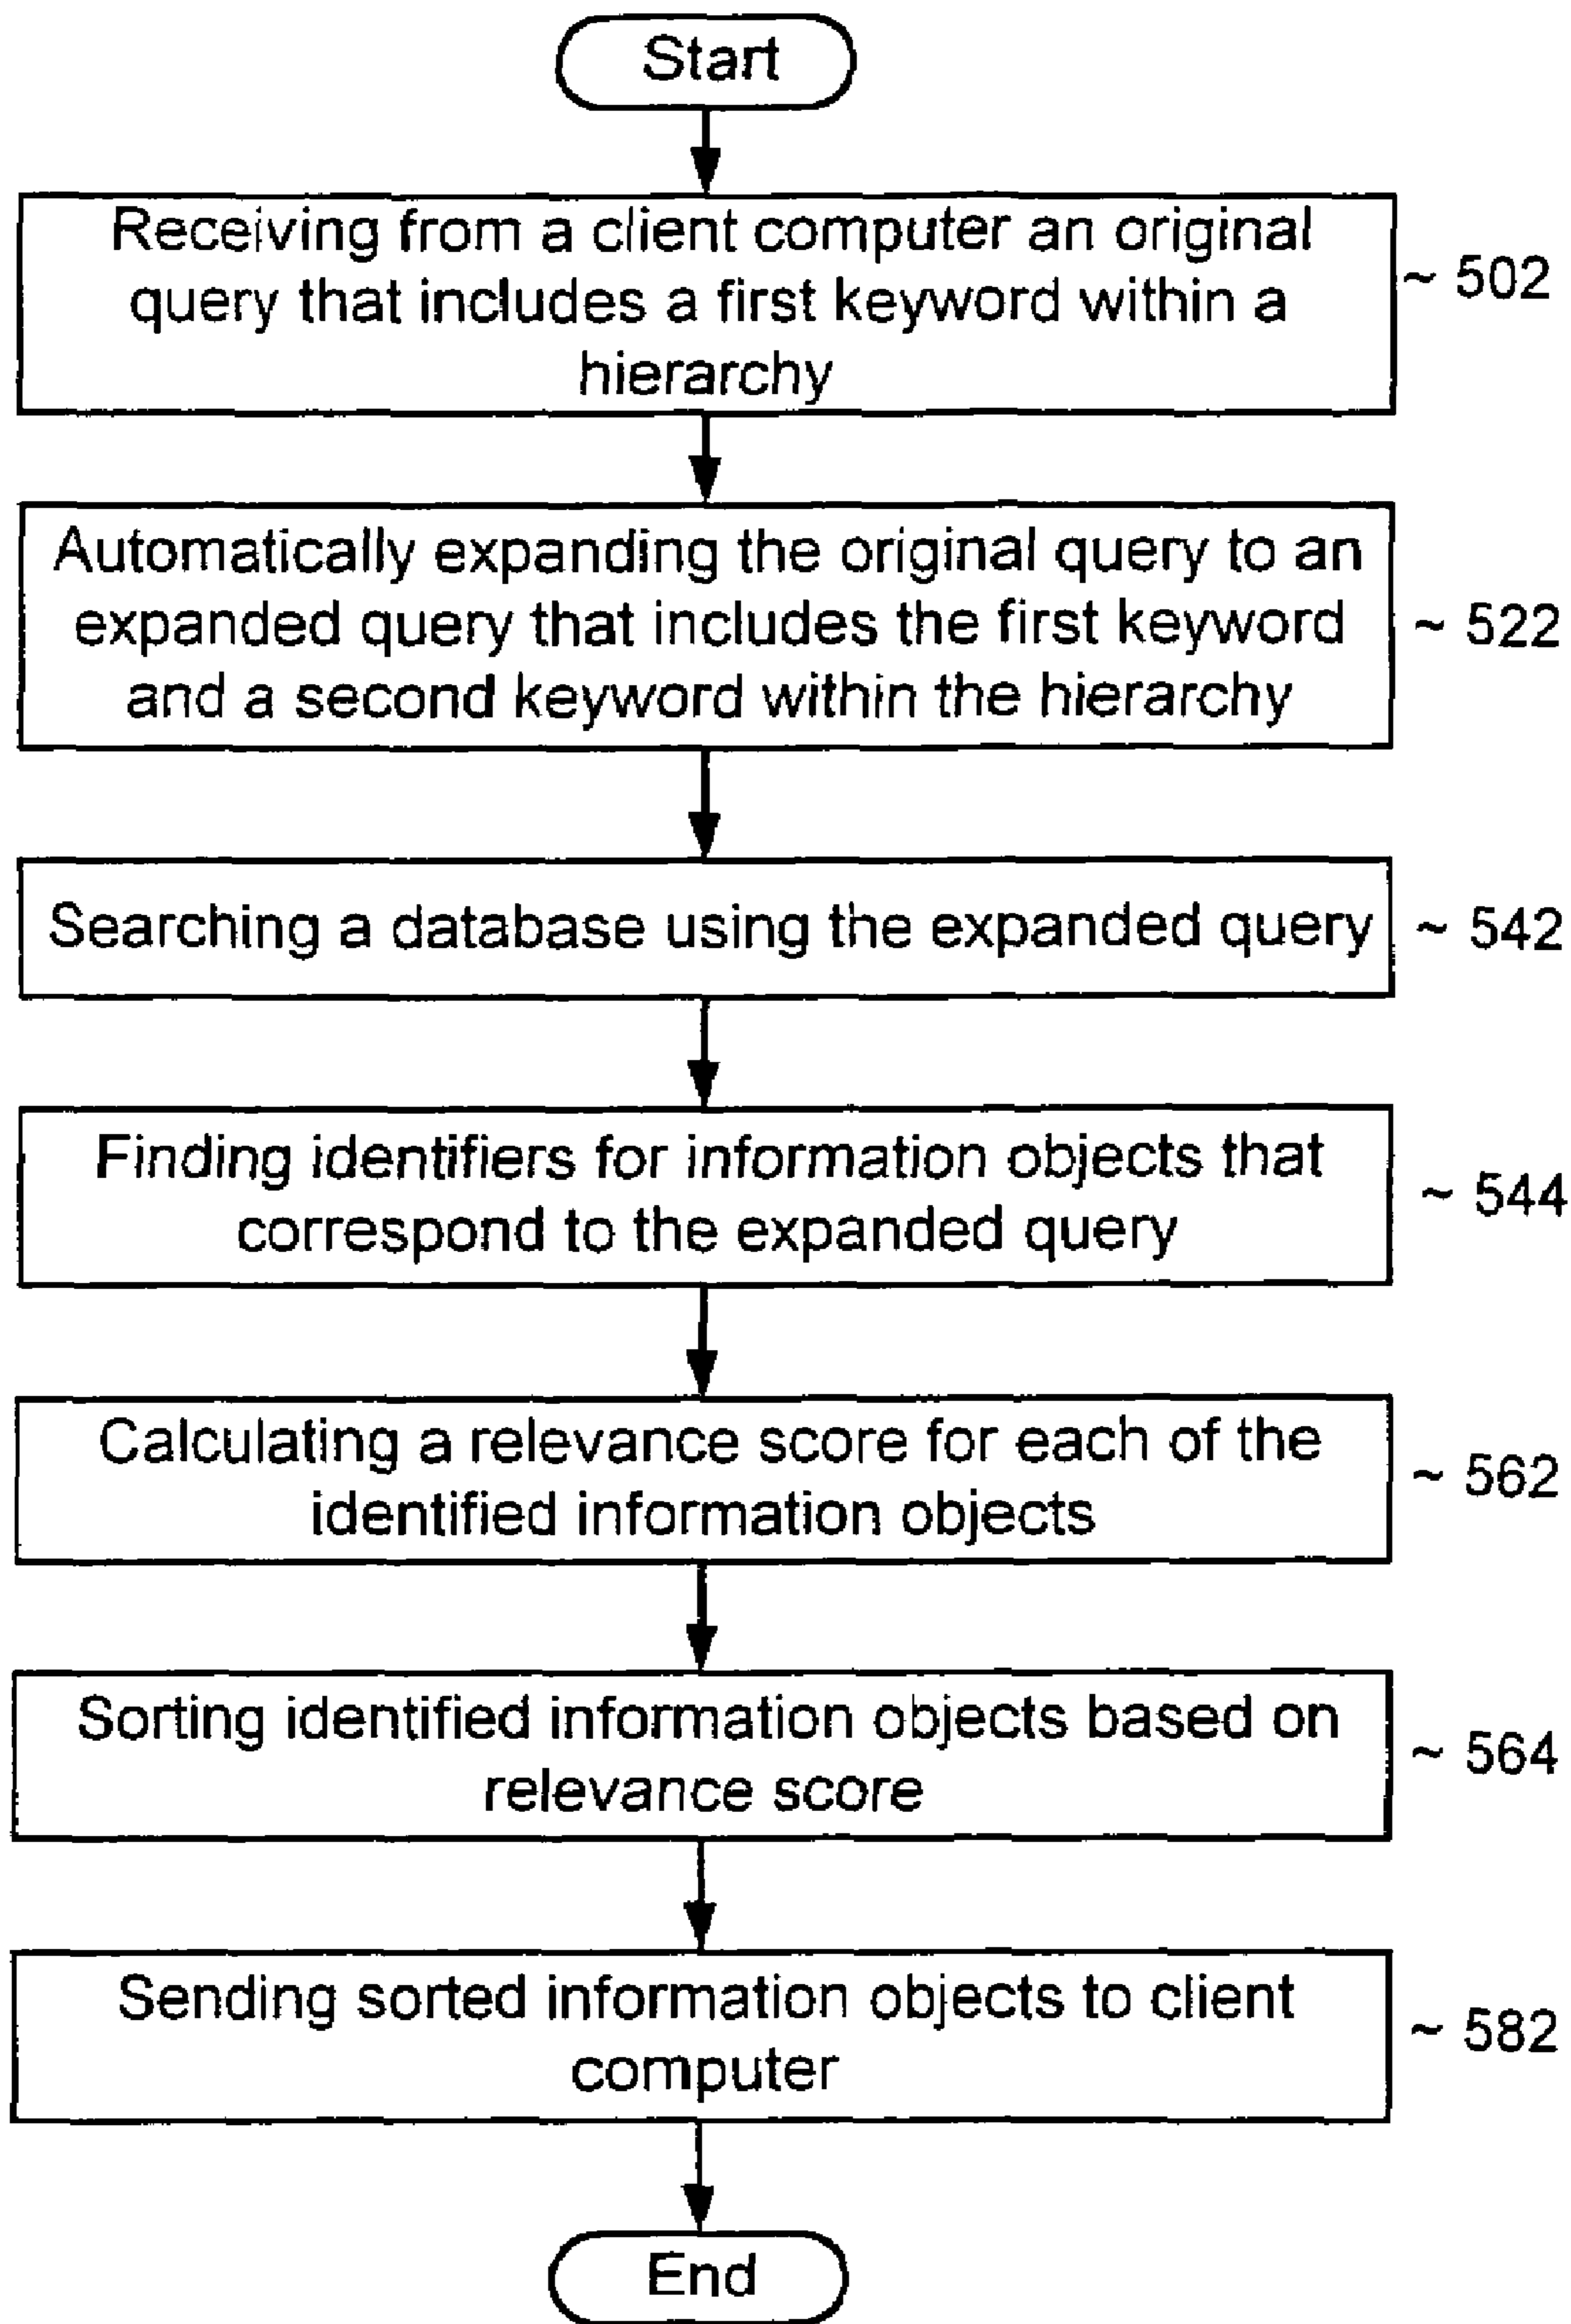 Start
Receiving from a client computer an original
query that includes a first keyword within a
hierarchy
~ 502
Automatically expanding the original query to an
expanded query that includes the first keyword
and a second keyword within the hierarchy
~ 522
Searching a database using the expanded query
~ 542
Finding identifiers for information objects that
correspond to the expanded query
~ 544
Calculating a relevance score for each of the
identified information objects
~ 562
Sorting identified information objects based on
relevance score
~ 564
Sending sorted information objects to client
computer
~ 582
End